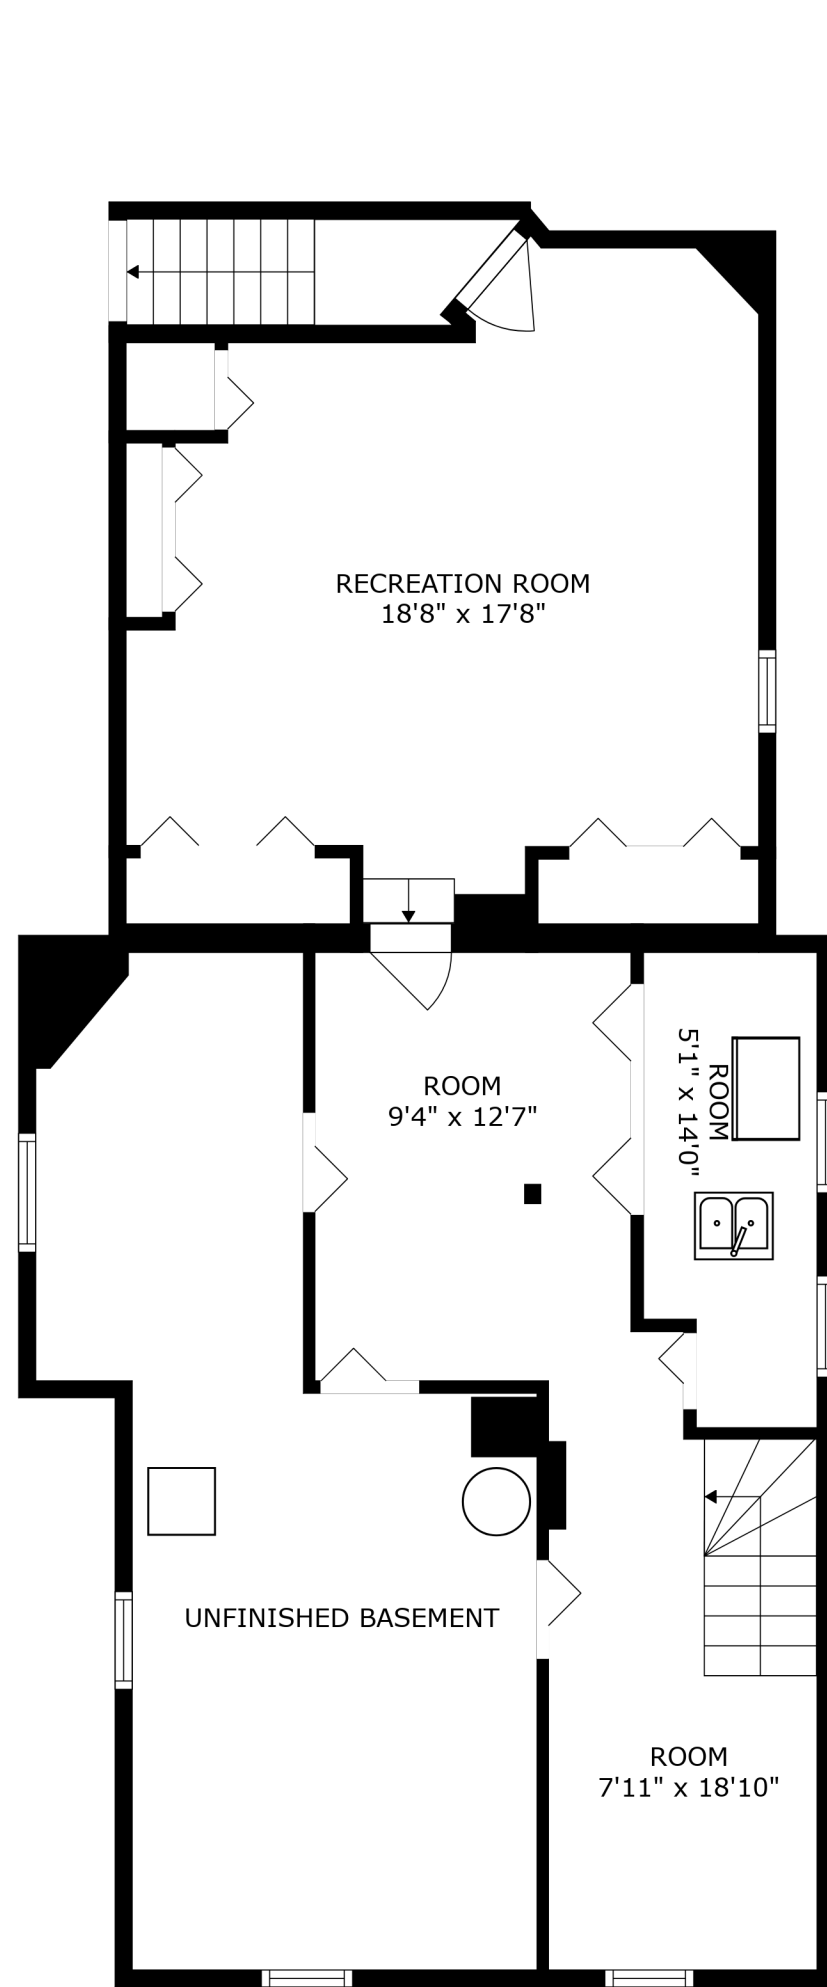 RECREATION ROOM
18'8" x 17'8"
ROOM
9'4" x 12'7"
ROOM
5'1" x 14'0"
UNFINISHED BASEMENT
ROOM
7'11" x 18'10"